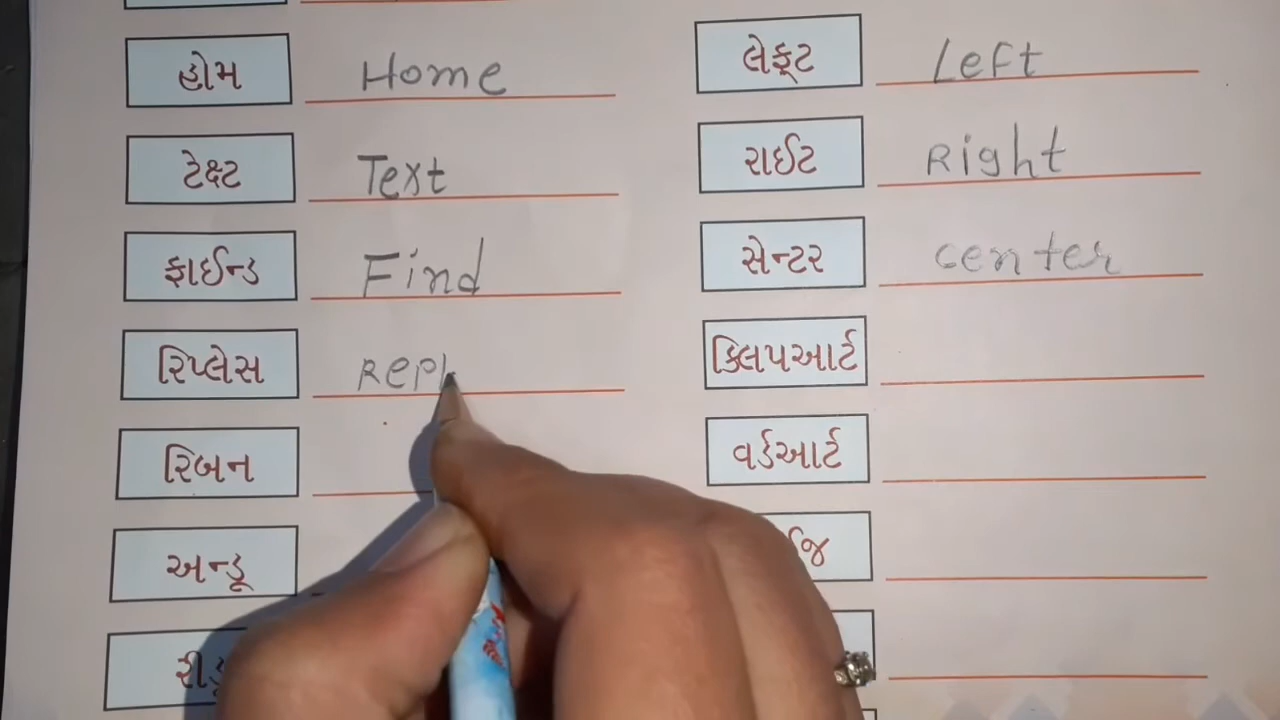 હોમ Home
ટેક્ષ્ટ Text
ફાઈન્ડ Find
રિપ્લેસ Repl
રિબન
અન્ડૂ
લેફ્ટ Left
રાઈટ Right
સેન્ટર center
ક્લિપઆર્ટ
વર્ડઆર્ટ